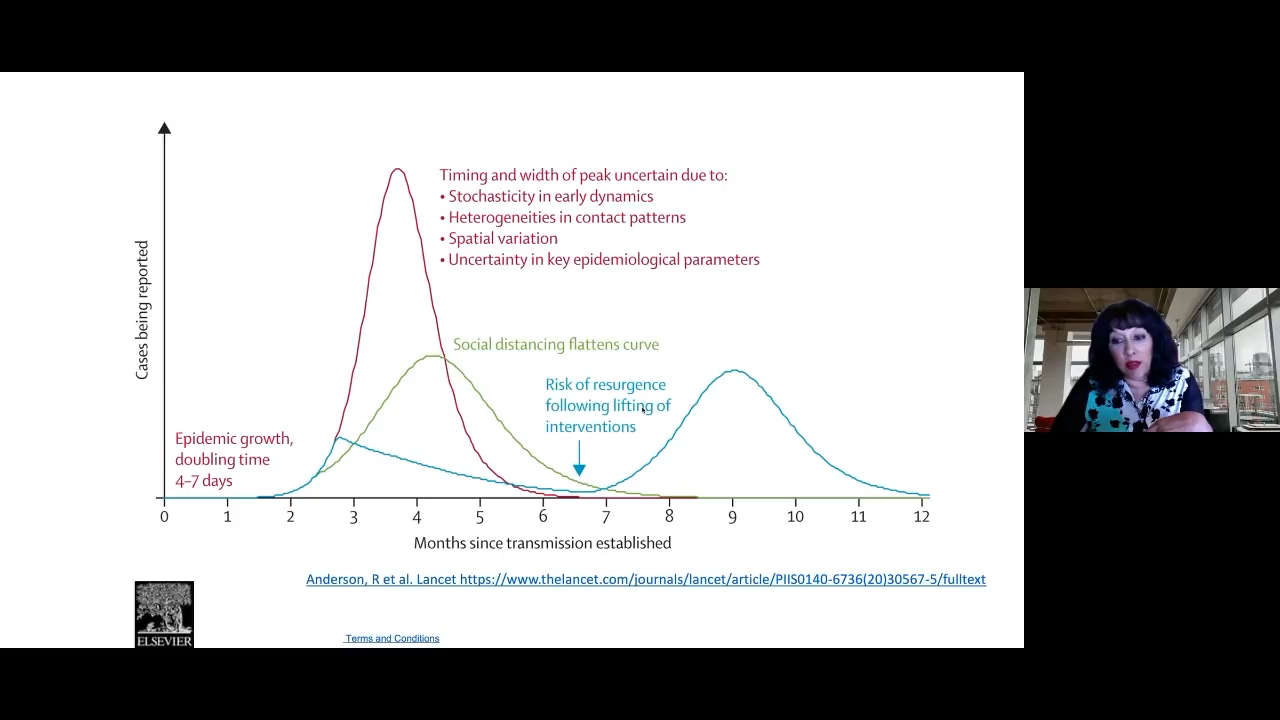 Timing and width of peak uncertain due to:
• Stochasticity in early dynamics
• Heterogeneities in contact patterns
• Spatial variation
• Uncertainty in key epidemiological parameters
Cases being reported
Social distancing flattens curve
Risk of resurgence
following lifting of
interventions
Epidemic growth,
doubling time
4–7 days
0 1 2 3 4 5 6 7 8 9 10 11 12
Months since transmission established
Anderson, R et al. Lancet https://www.thelancet.com/journals/lancet/article/PIIS0140-6736(20)30567-5/fulltext
ELSEVIER
Terms and Conditions